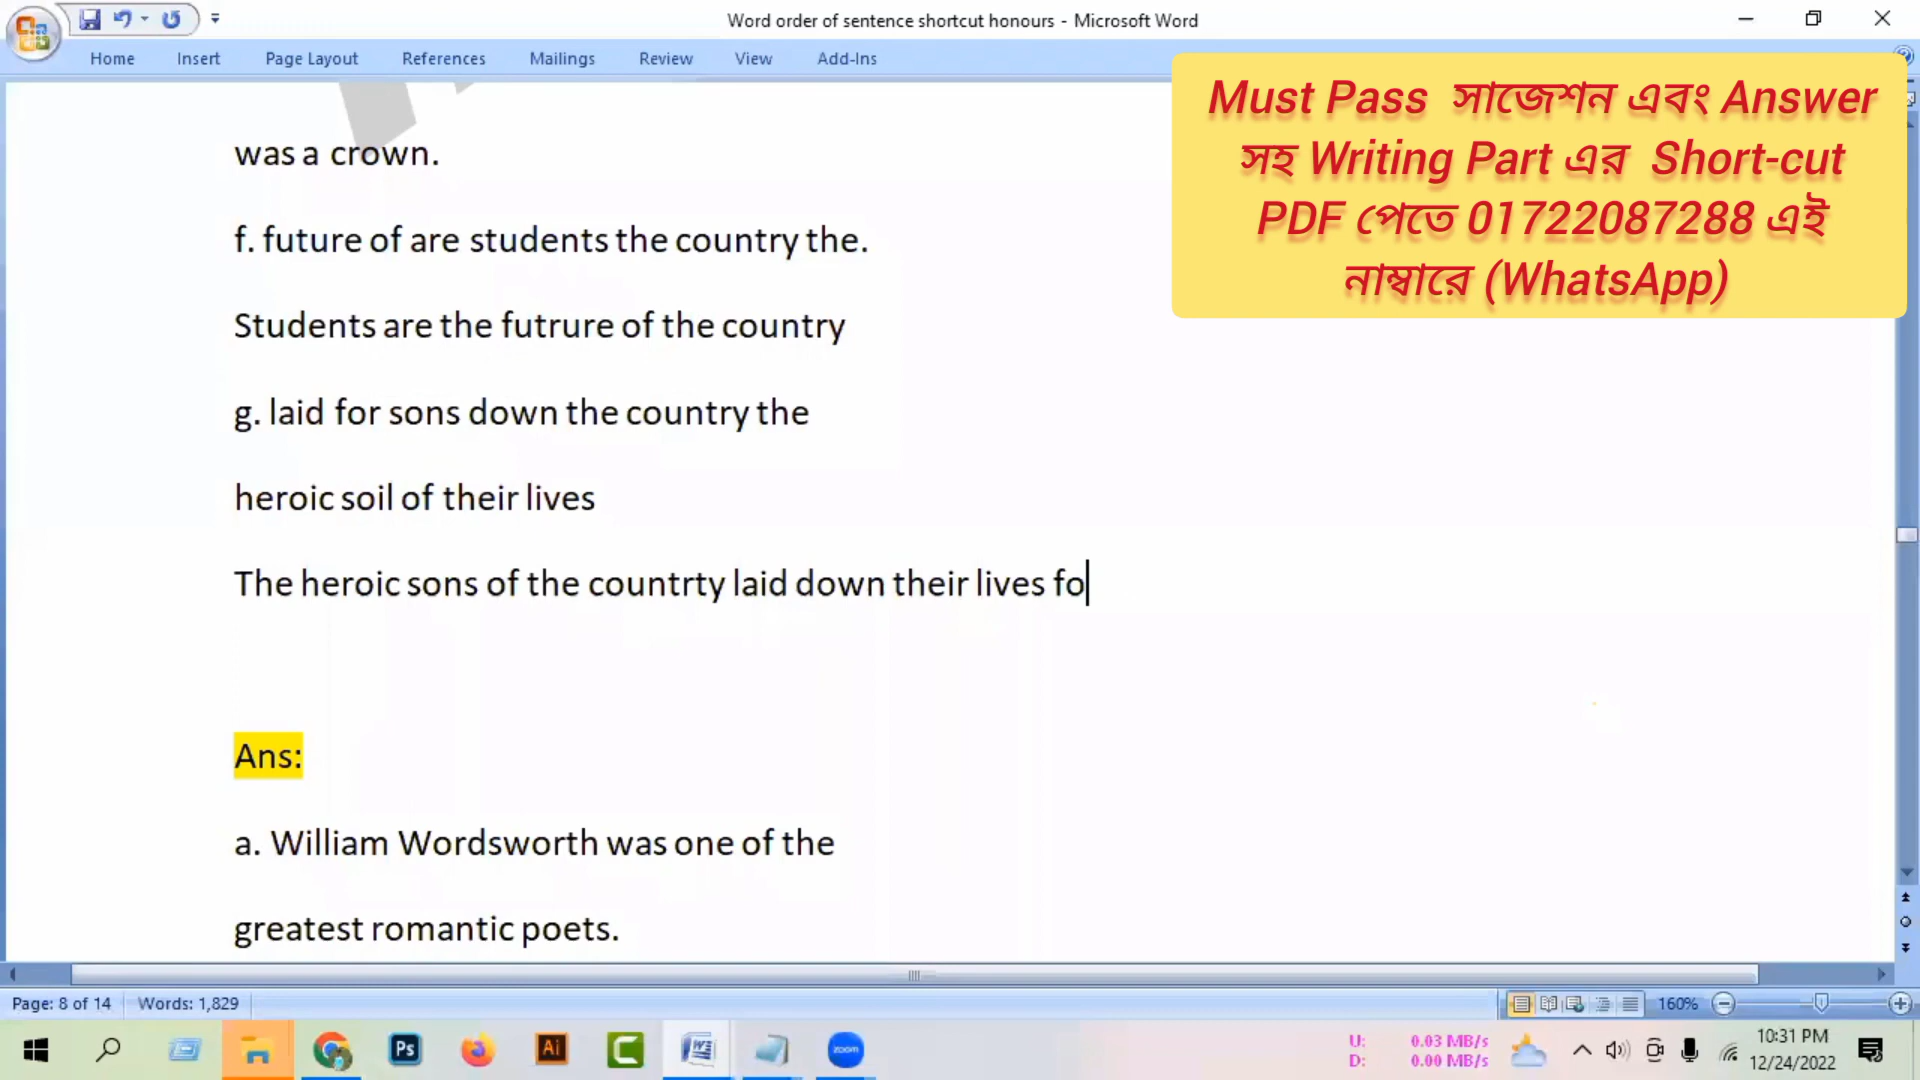 Word order of sentence shortcut honours - Microsoft Word
Home Insert Page Layout References Mailings Review View Add-Ins
Must Pass সাজেশন এবং Answer
সহ Writing Part এর Short-cut
PDF পেতে 01722087288 এই
নাম্বারে (WhatsApp)
was a crown.
f. future of are students the country the.
Students are the futrure of the country
g. laid for sons down the country the
heroic soil of their lives
The heroic sons of the countrty laid down their lives fo
Ans:
a. William Wordsworth was one of the
greatest romantic poets.
Page: 8 of 14 Words: 1,829 160%
Ps Ai zoom
U: 0.03 MB/s
D: 0.00 MB/s
10:31 PM
12/24/2022